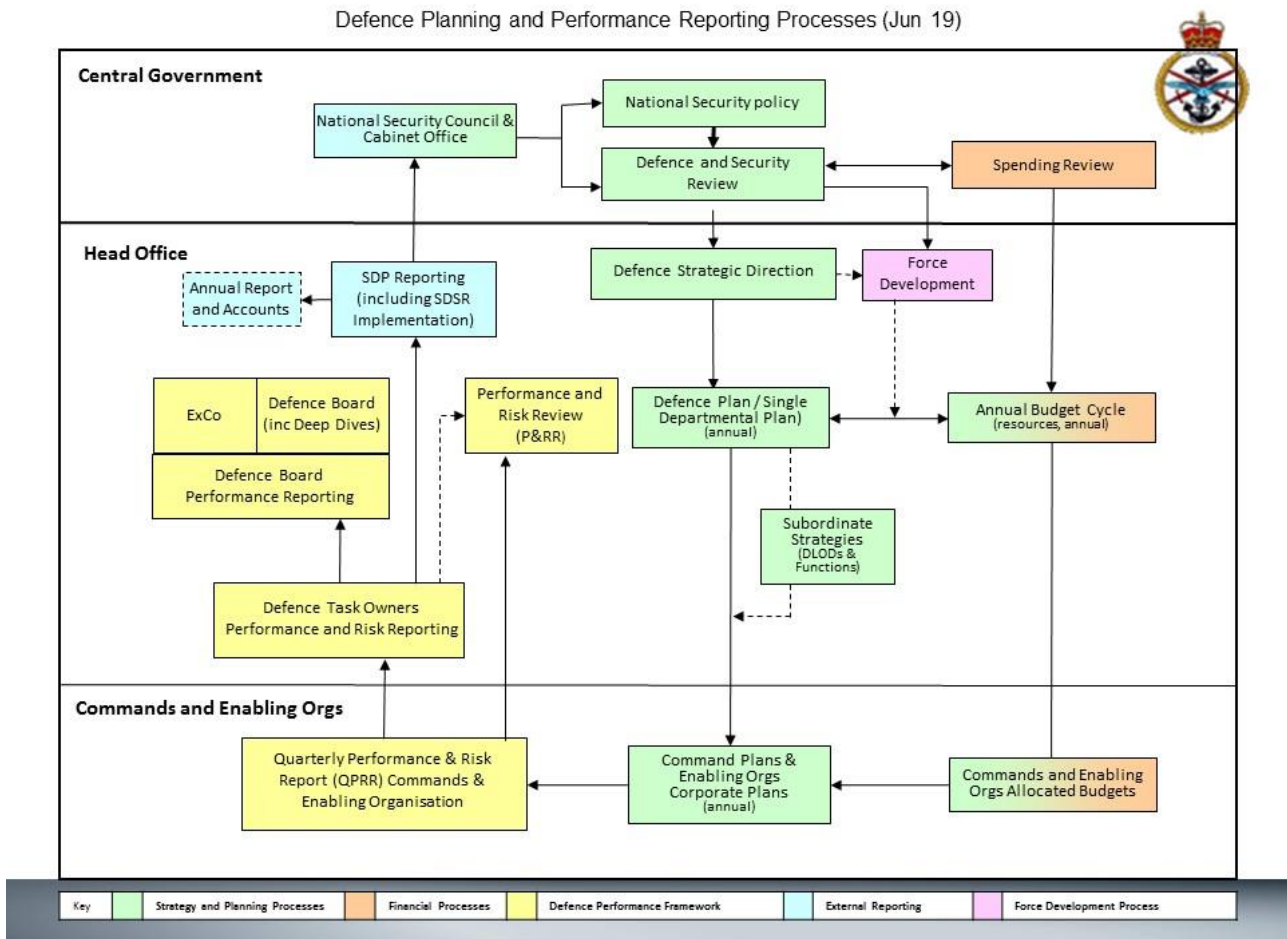 Defence Planning and Performance Reporting Processes (Jun 19)
Central Government
National Security Council &
Cabinet Office
National Security policy
Defence and Security
Review
Spending Review
Head Office
Annual Report
and Accounts
SDP Reporting
(including SDSR
Implementation)
Defence Strategic Direction
Force
Development
ExCo
Defence Board
(inc Deep Dives)
Defence Board
Performance Reporting
Performance and
Risk Review
(P&RR)
Defence Plan / Single
Departmental Plan)
(annual)
Annual Budget Cycle
(resources, annual)
Subordinate
Strategies
(DLODs &
Functions)
Defence Task Owners
Performance and Risk Reporting
Commands and Enabling Orgs
Quarterly Performance & Risk
Report (QPRR) Commands &
Enabling Organisation
Command Plans &
Enabling Orgs
Corporate Plans
(annual)
Commands and Enabling
Orgs Allocated Budgets
Key
Strategy and Planning Processes
Financial Processes
Defence Performance Framework
External Reporting
Force Development Process